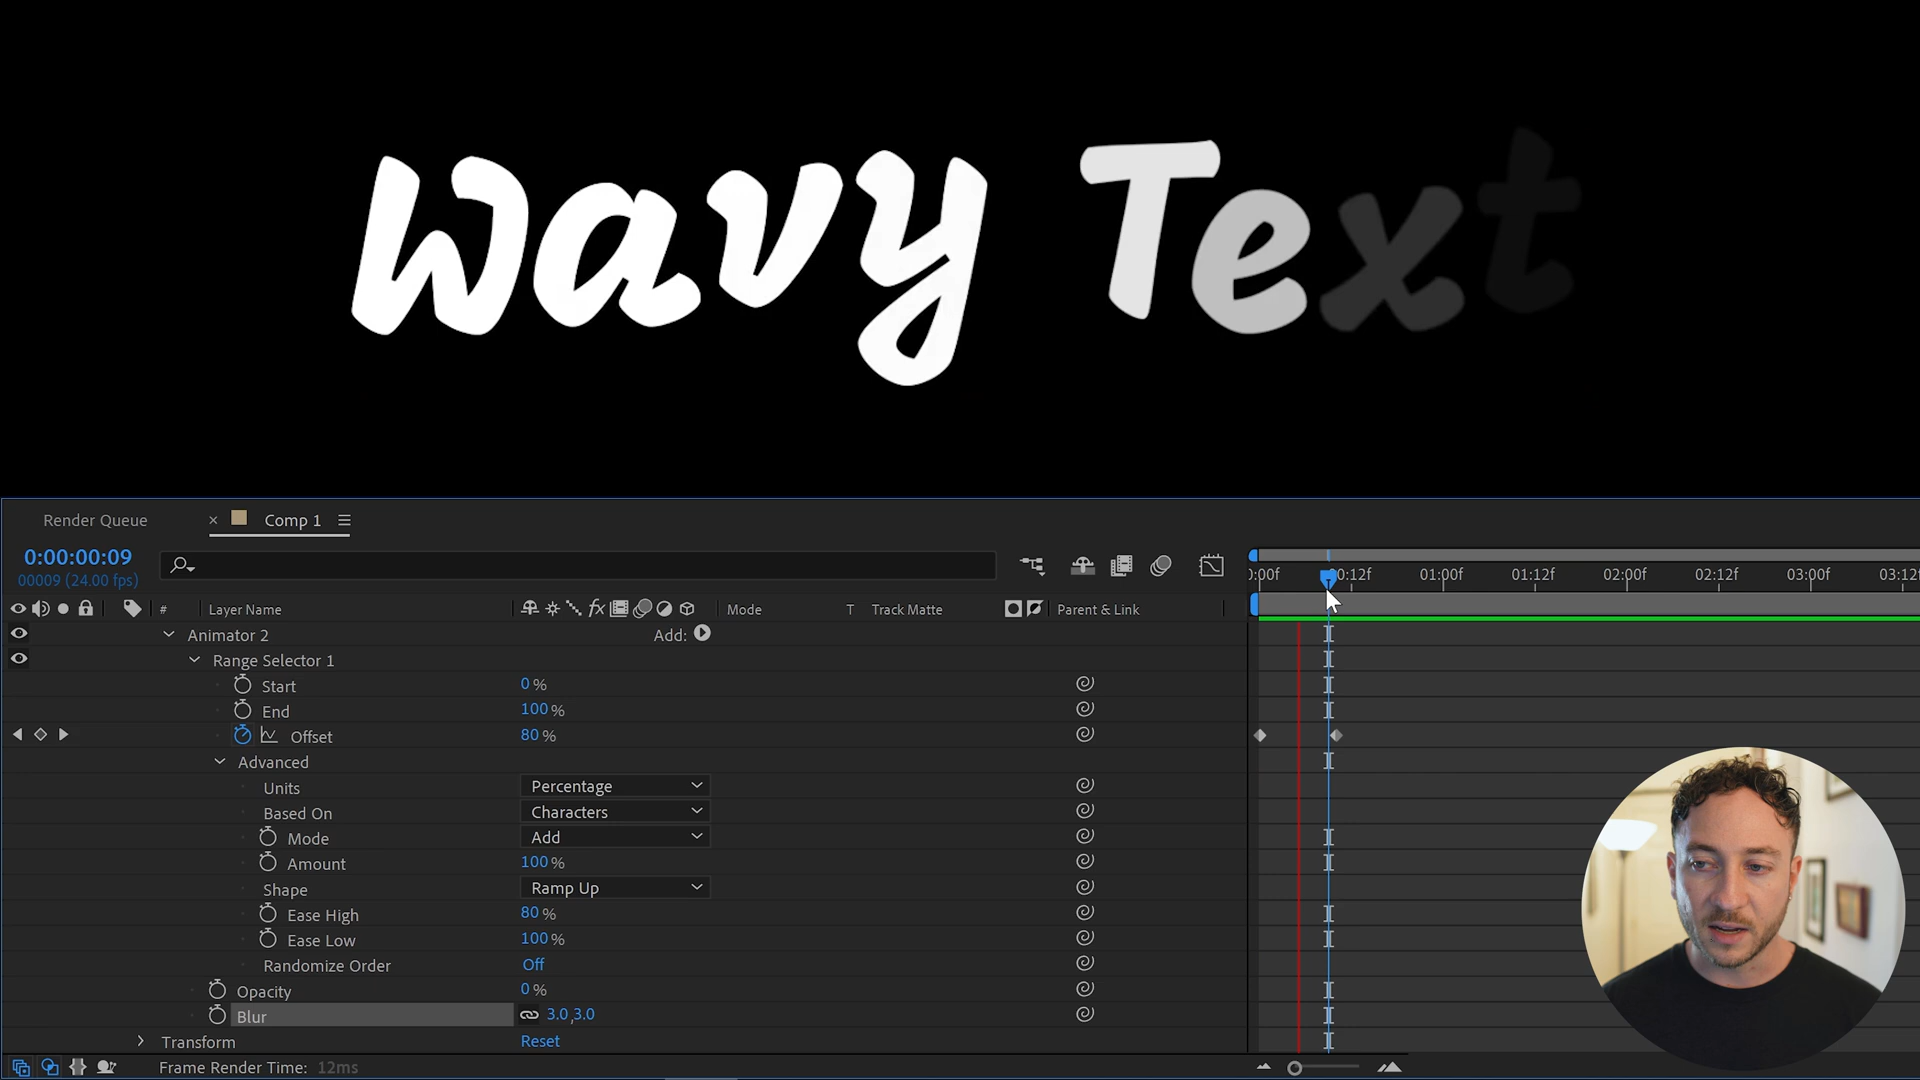 Wavy Text
Render Queue
× Comp 1
0:00:00:09
00009 (24.00 fps)
):00f 0:12f 01:00f 01:12f 02:00f 02:12f 03:00f 03:12
# Layer Name fx Mode T Track Matte Parent & Link
Animator 2 Add:
Range Selector 1
Start 0 %
End 100 %
Offset 80 %
Advanced
Units Percentage
Based On Characters
Mode Add
Amount 100 %
Shape Ramp Up
Ease High 80 %
Ease Low 100 %
Randomize Order Off
Opacity 0 %
Blur 3.0,3.0
Transform Reset
Frame Render Time: 12ms